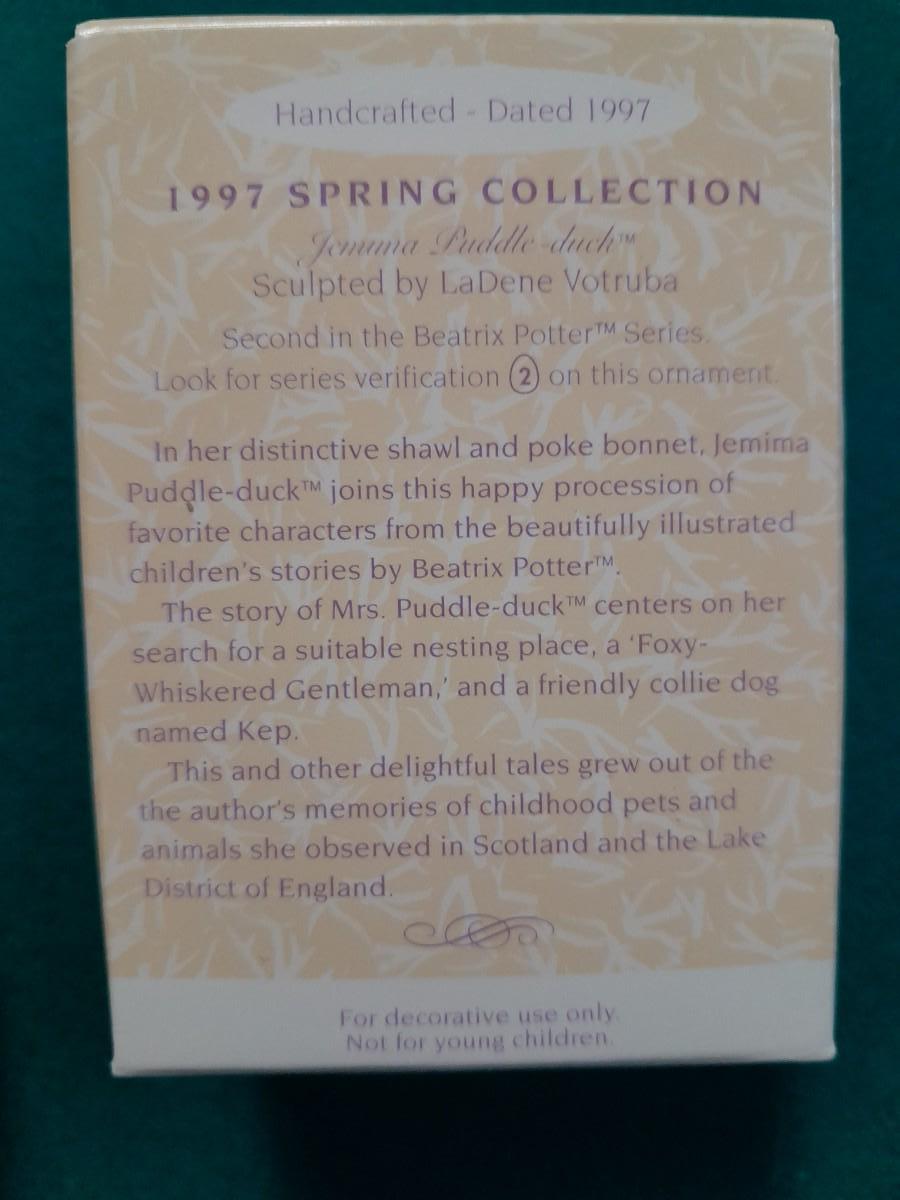 Handcrafted - Dated 1997
1997 SPRING COLLECTION
Jemima Puddle-duck™
Sculpted by LaDene Votruba
Second in the Beatrix Potter™ Series.
Look for series verification ② on this ornament.
In her distinctive shawl and poke bonnet, Jemima
Puddle-duck™ joins this happy procession of
favorite characters from the beautifully illustrated
children's stories by Beatrix Potter™.
The story of Mrs. Puddle-duck™ centers on her
search for a suitable nesting place, a 'Foxy-
Whiskered Gentleman,' and a friendly collie dog
named Kep.
This and other delightful tales grew out of the
the author's memories of childhood pets and
animals she observed in Scotland and the Lake
District of England.
For decorative use only.
Not for young children.